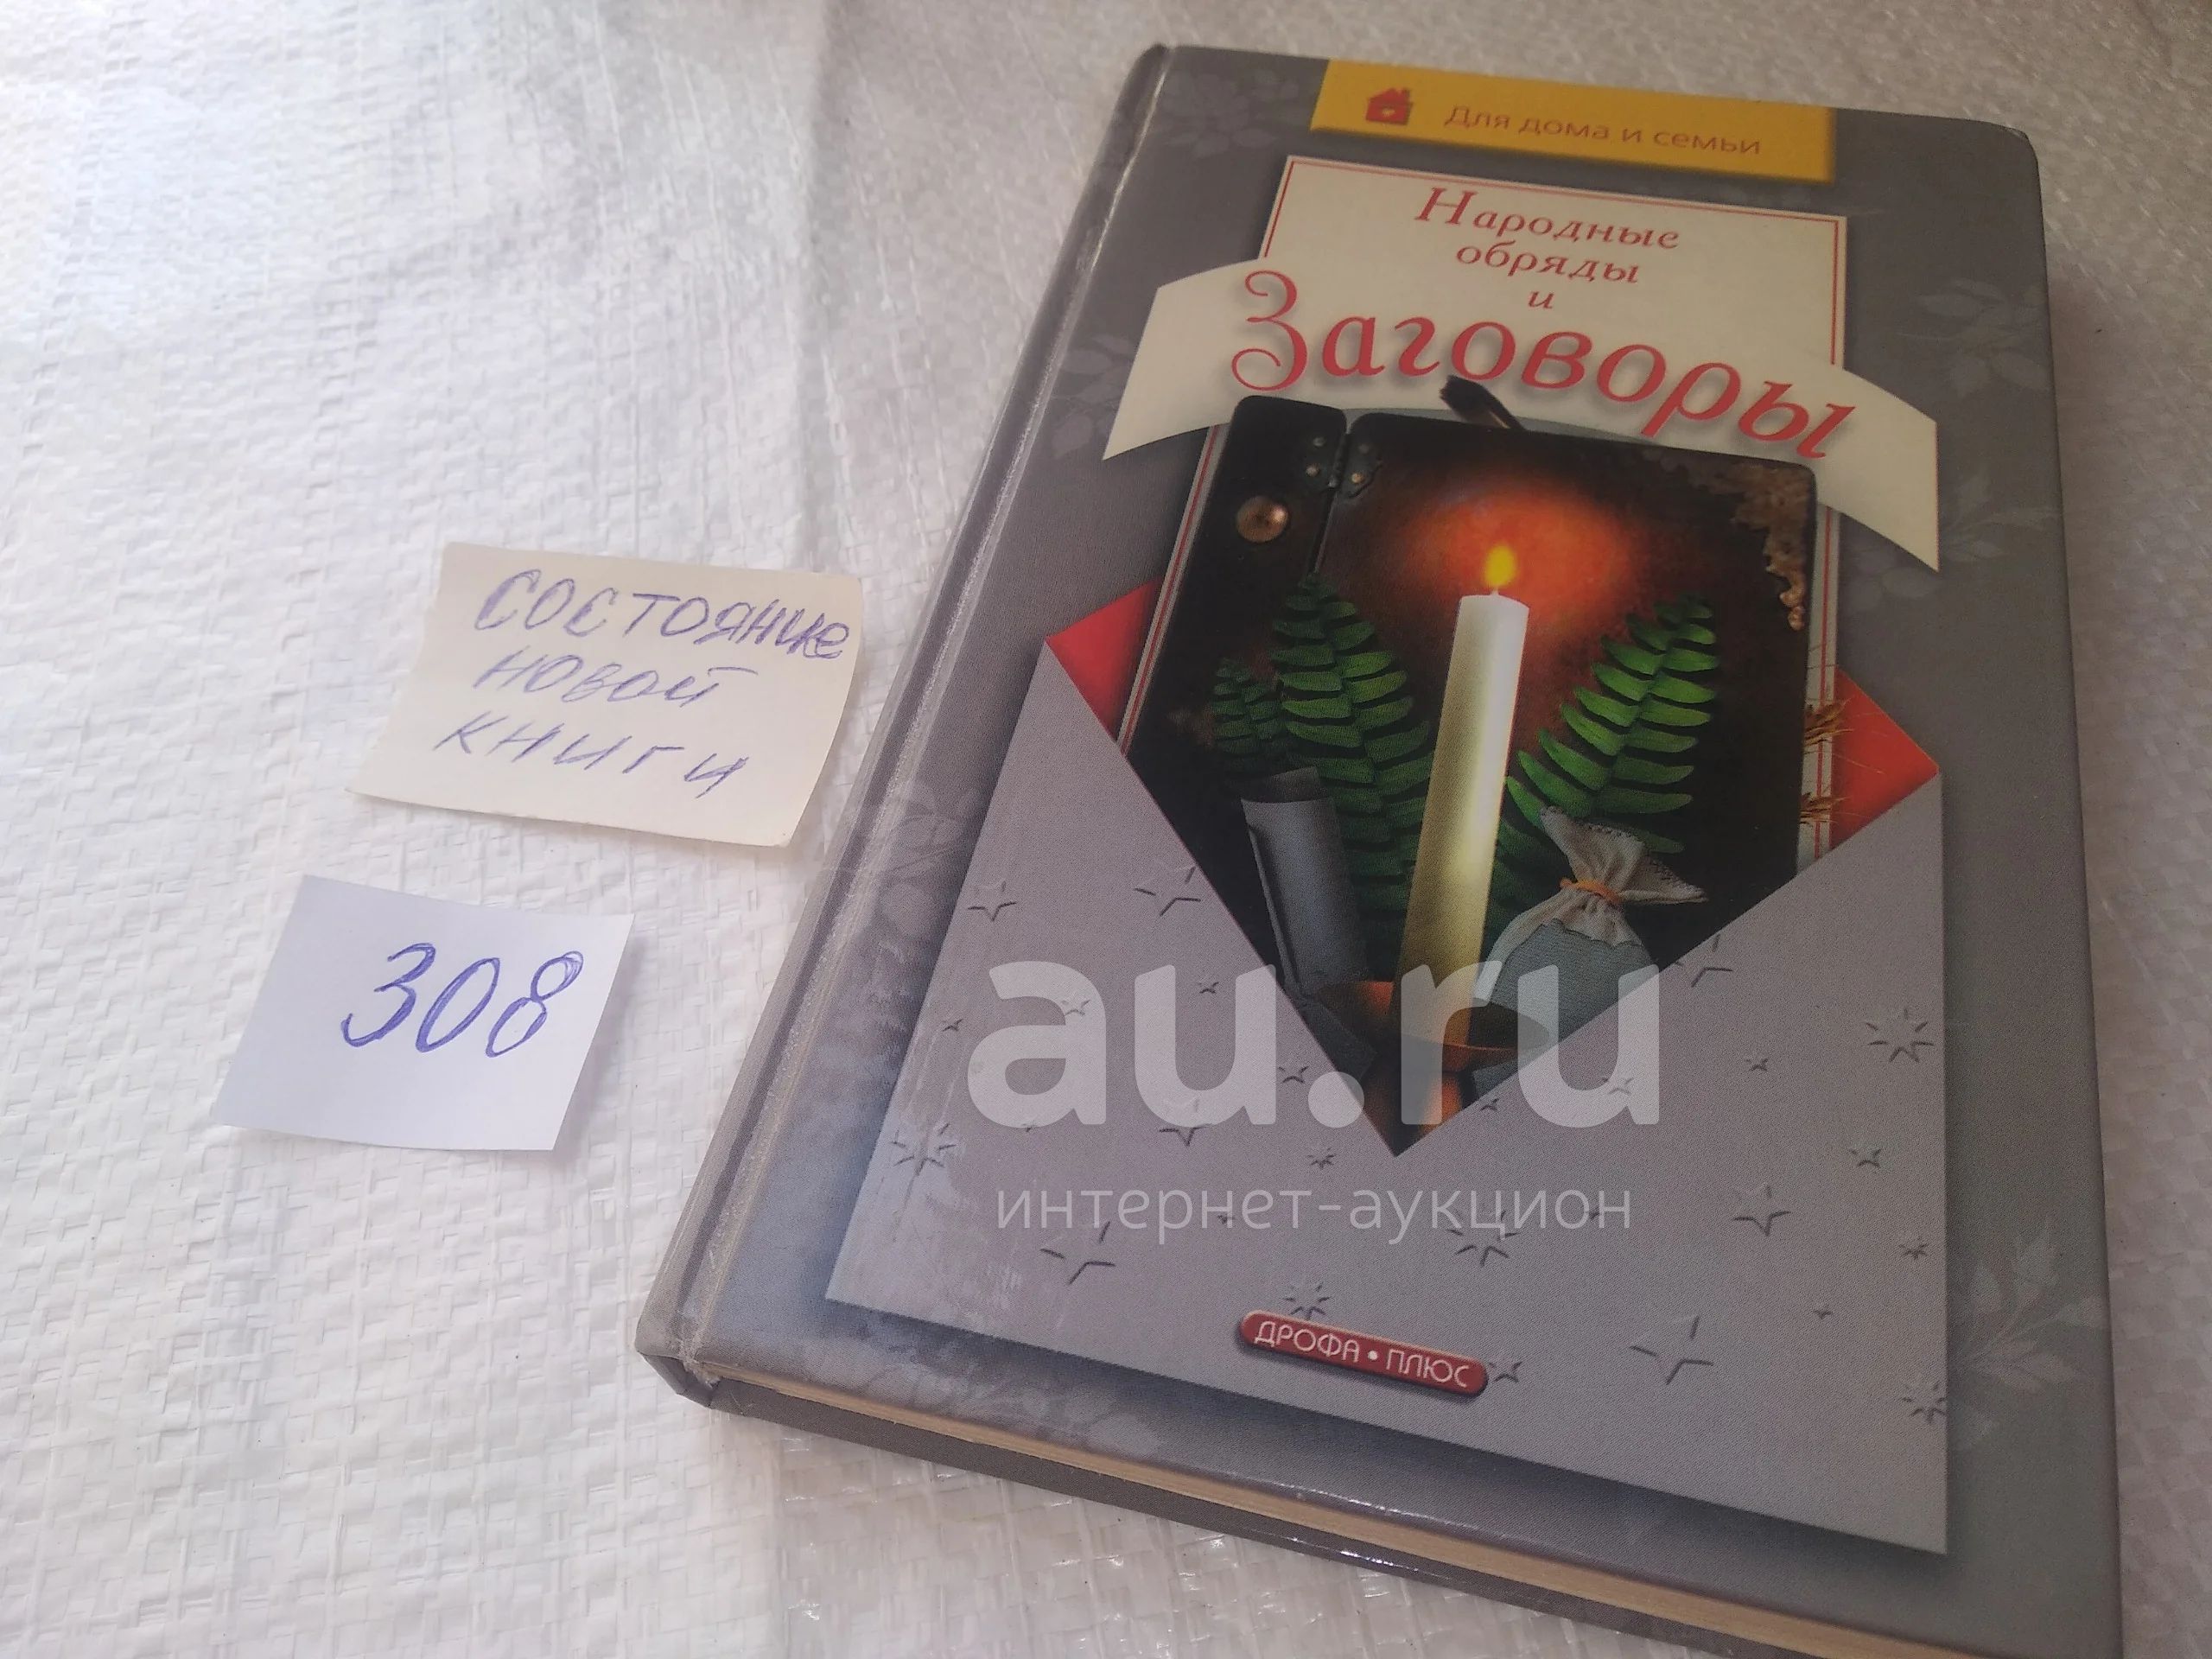 Для дома и семьи
Народные
обряды
и
Заговоры
СОСТОЯНИЕ
НОВОЙ
КНИГИ
308
au.ru
интернет-аукцион
ДРОФА • ПЛЮС